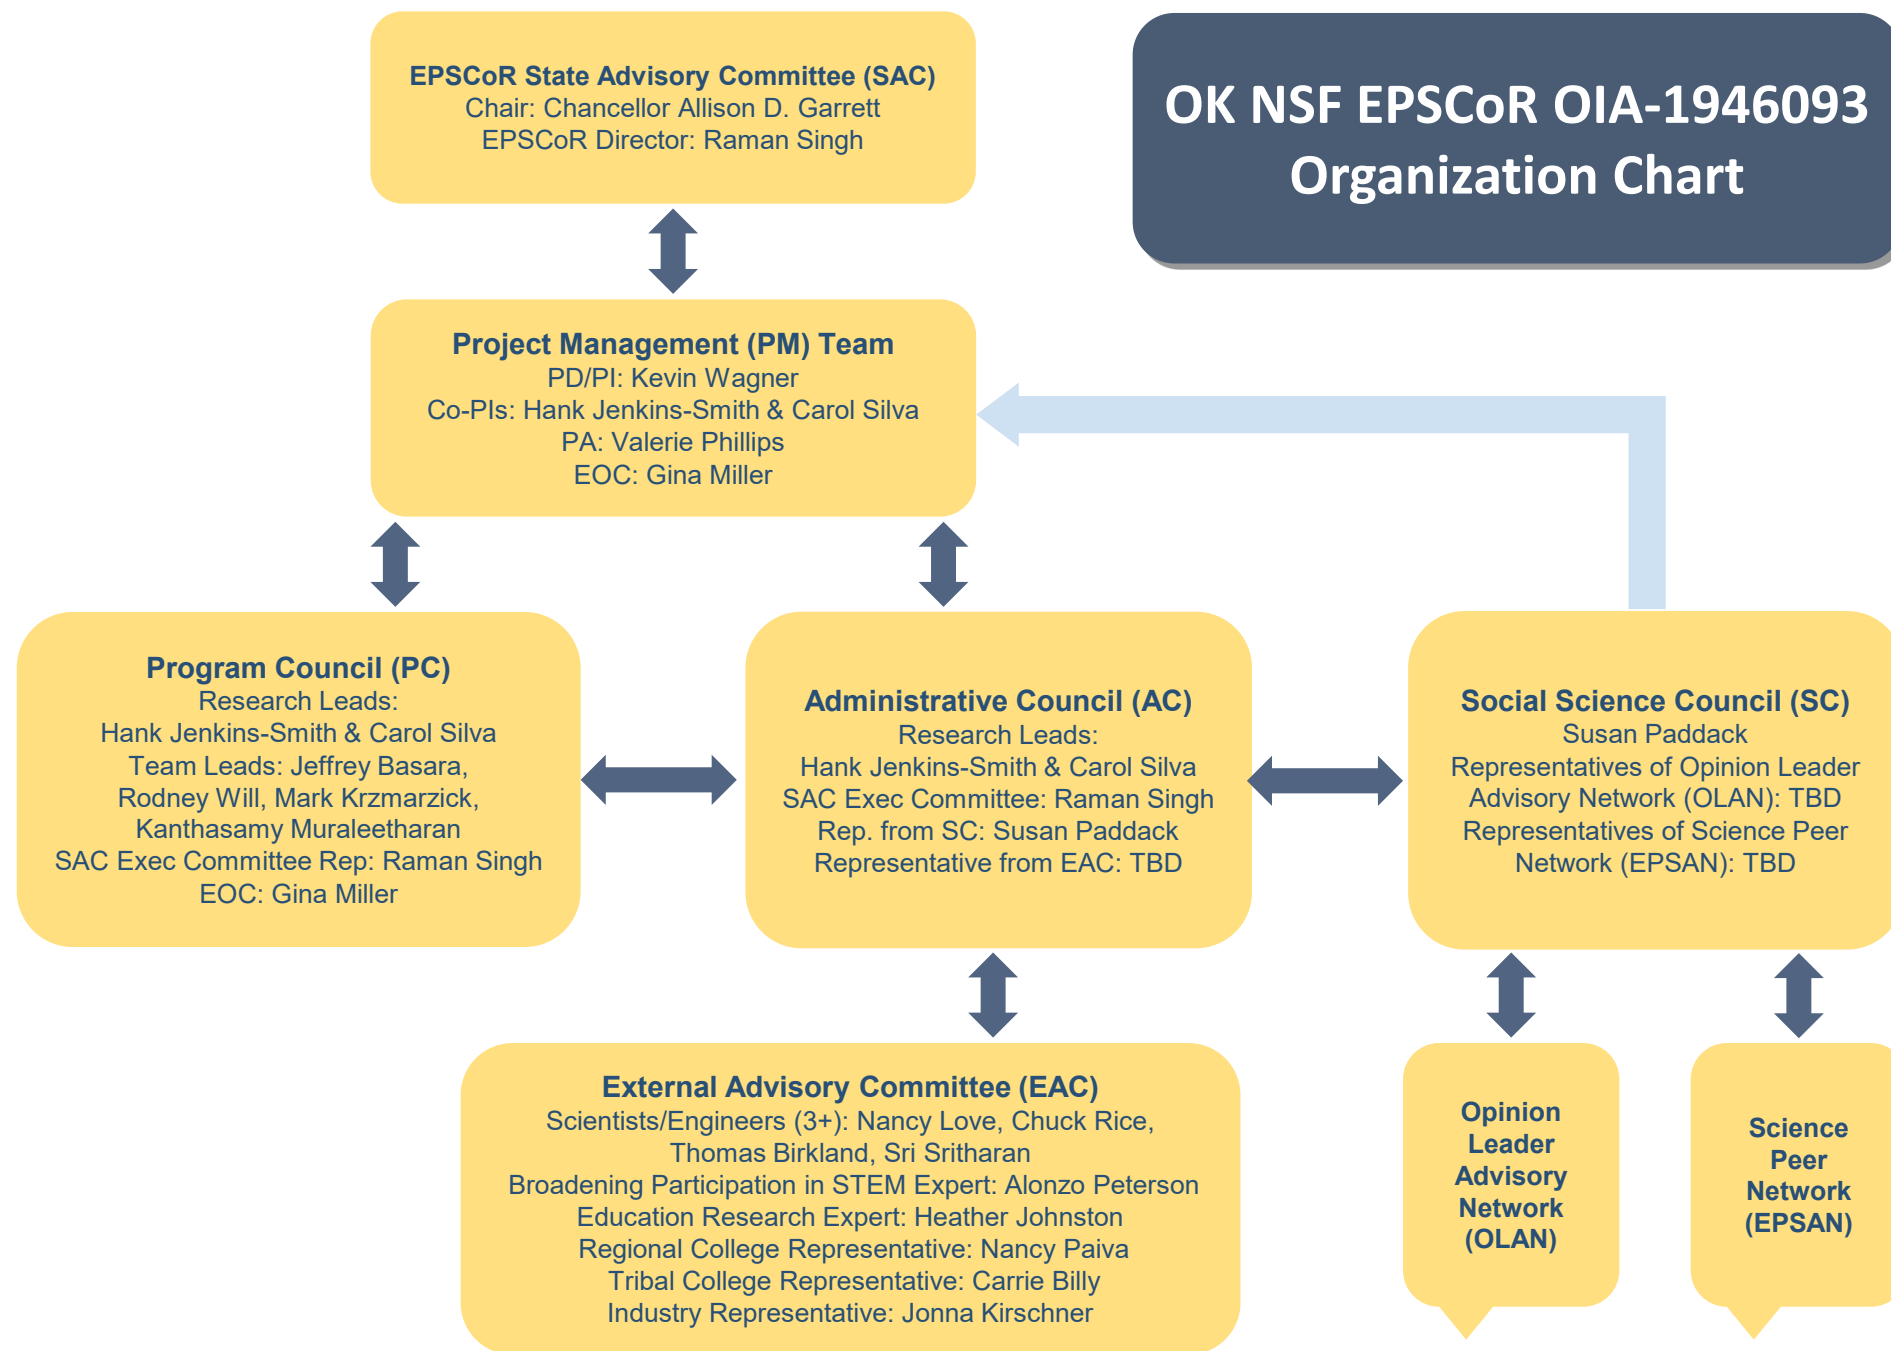 EPSCoR State Advisory Committee (SAC)
Chair: Chancellor Allison D. Garrett
EPSCoR Director: Raman Singh
OK NSF EPSCoR OIA-1946093
Organization Chart
Project Management (PM) Team
PD/PI: Kevin Wagner
Co-PIs: Hank Jenkins-Smith & Carol Silva
PA: Valerie Phillips
EOC: Gina Miller
Program Council (PC)
Research Leads:
Hank Jenkins-Smith & Carol Silva
Team Leads: Jeffrey Basara,
Rodney Will, Mark Krzmarzick,
Kanthasamy Muraleetharan
SAC Exec Committee Rep: Raman Singh
EOC: Gina Miller
Administrative Council (AC)
Research Leads:
Hank Jenkins-Smith & Carol Silva
SAC Exec Committee: Raman Singh
Rep. from SC: Susan Paddack
Representative from EAC: TBD
Social Science Council (SC)
Susan Paddack
Representatives of Opinion Leader
Advisory Network (OLAN): TBD
Representatives of Science Peer
Network (EPSAN): TBD
External Advisory Committee (EAC)
Scientists/Engineers (3+): Nancy Love, Chuck Rice,
Thomas Birkland, Sri Sritharan
Broadening Participation in STEM Expert: Alonzo Peterson
Education Research Expert: Heather Johnston
Regional College Representative: Nancy Paiva
Tribal College Representative: Carrie Billy
Industry Representative: Jonna Kirschner
Opinion
Leader
Advisory
Network
(OLAN)
Science
Peer
Network
(EPSAN)